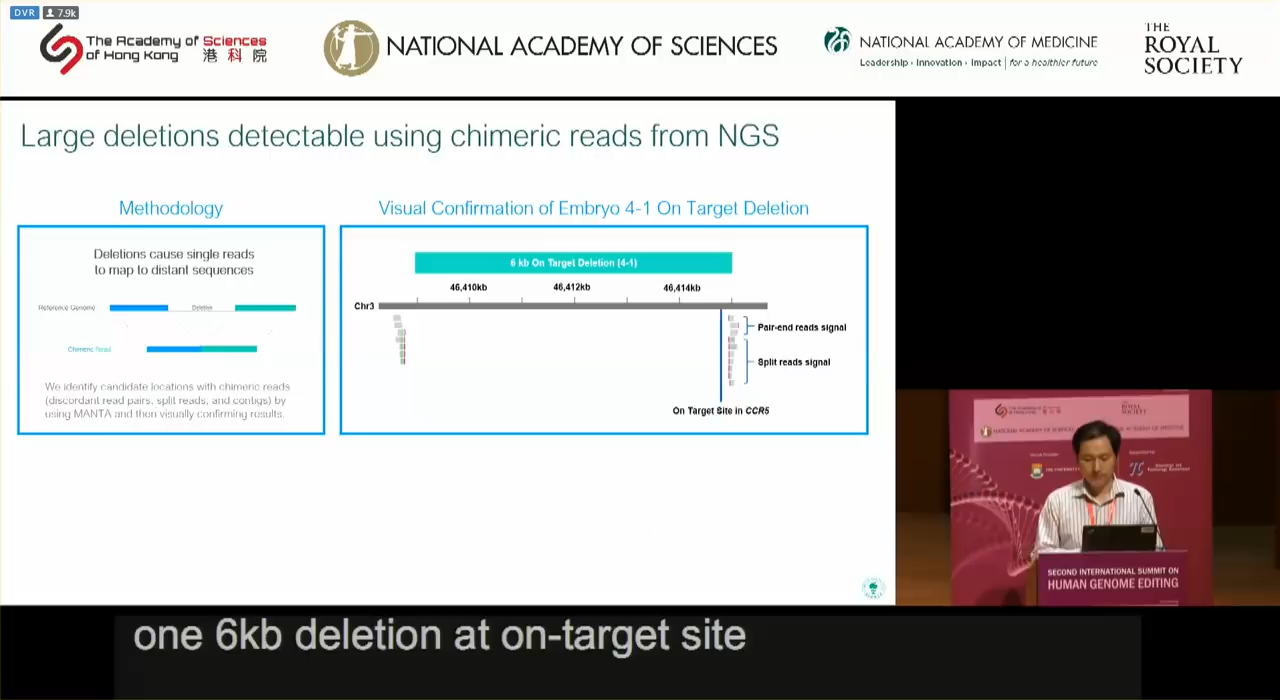 DVR 7.9k
The Academy of Sciences
of Hong Kong 港科院
NATIONAL ACADEMY OF SCIENCES
NATIONAL ACADEMY OF MEDICINE
Leadership · Innovation · Impact | for a healthier future
THE
ROYAL
SOCIETY
Large deletions detectable using chimeric reads from NGS
Methodology
Deletions cause single reads
to map to distant sequences
Reference Genome Deletion
Chimeric Read
We identify candidate locations with chimeric reads
(discordant read pairs, split reads, and contigs) by
using MANTA and then visually confirming results.
Visual Confirmation of Embryo 4-1 On Target Deletion
6 kb On Target Deletion (4-1)
46,410kb 46,412kb 46,414kb
Chr3
Pair-end reads signal
Split reads signal
On Target Site in CCR5
SECOND INTERNATIONAL SUMMIT ON
HUMAN GENOME EDITING
one 6kb deletion at on-target site